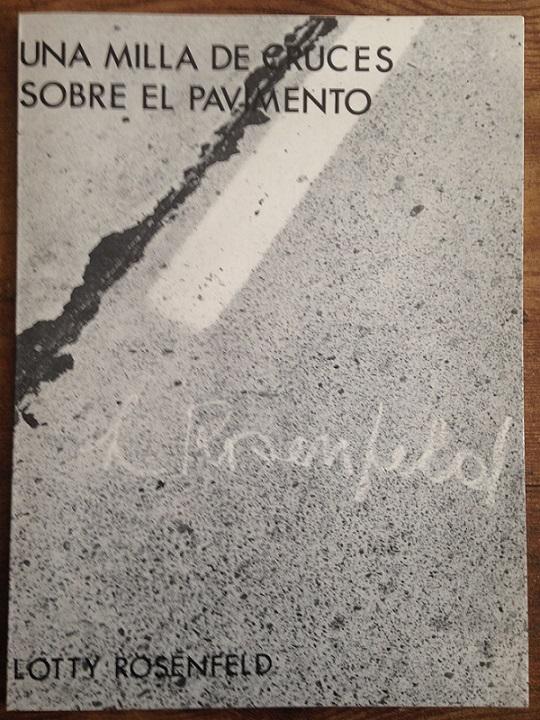 UNA MILLA DE CRUCES
SOBRE EL PAVIMENTO
L Rosenfeld
LOTTY ROSENFELD